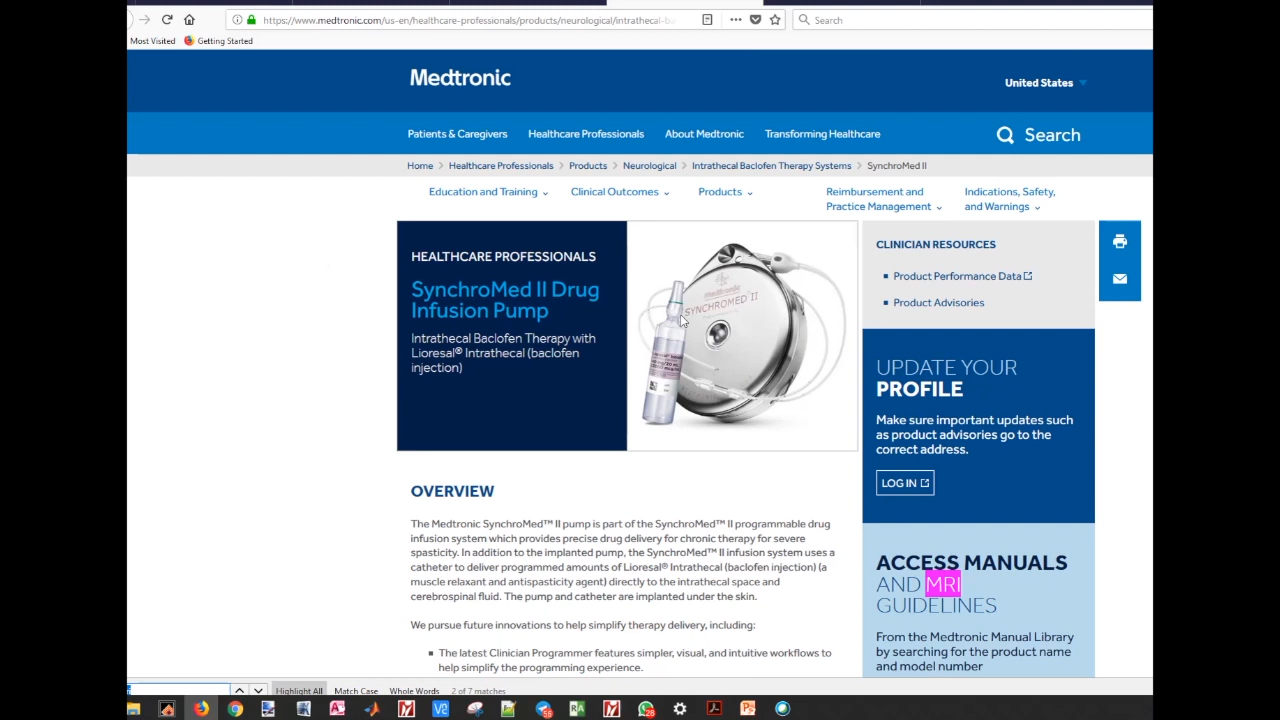 https://www.medtronic.com/us-en/healthcare-professionals/products/neurological/intrathecal-ba
Search
Most Visited
Getting Started
Medtronic
United States
Patients & Caregivers
Healthcare Professionals
About Medtronic
Transforming Healthcare
Search
Home > Healthcare Professionals > Products > Neurological > Intrathecal Baclofen Therapy Systems > SynchroMed II
Education and Training
Clinical Outcomes
Products
Reimbursement and
Practice Management
Indications, Safety,
and Warnings
HEALTHCARE PROFESSIONALS
SynchroMed II Drug
Infusion Pump
Intrathecal Baclofen Therapy with
Lioresal® Intrathecal (baclofen
injection)
Medtronic
SYNCHROMED II
CLINICIAN RESOURCES
Product Performance Data
Product Advisories
UPDATE YOUR
PROFILE
Make sure important updates such
as product advisories go to the
correct address.
LOG IN
OVERVIEW
The Medtronic SynchroMed™ II pump is part of the SynchroMed™ II programmable drug
infusion system which provides precise drug delivery for chronic therapy for severe
spasticity. In addition to the implanted pump, the SynchroMed™ II infusion system uses a
catheter to deliver programmed amounts of Lioresal® Intrathecal (baclofen injection) (a
muscle relaxant and antispasticity agent) directly to the intrathecal space and
cerebrospinal fluid. The pump and catheter are implanted under the skin.
We pursue future innovations to help simplify therapy delivery, including:
The latest Clinician Programmer features simpler, visual, and intuitive workflows to
help simplify the programming experience.
ACCESS MANUALS
AND MRI
GUIDELINES
From the Medtronic Manual Library
by searching for the product name
and model number
Highlight All
Match Case
Whole Words
2 of 7 matches